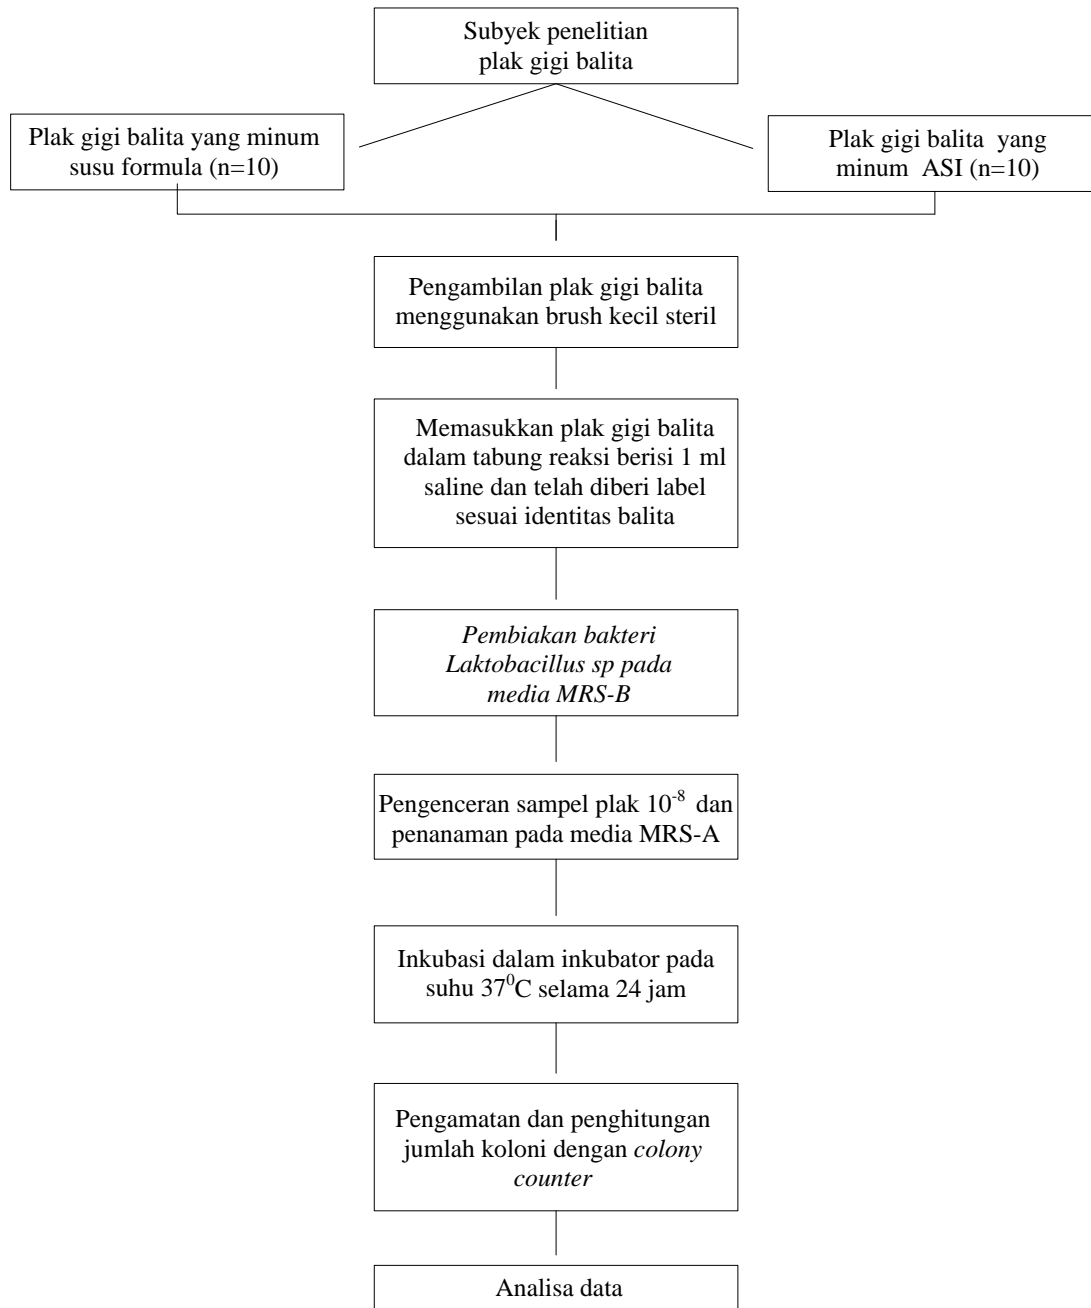 Subyek penelitian
plak gigi balita
Plak gigi balita yang minum
susu formula (n=10)
Plak gigi balita yang
minum ASI (n=10)
Pengambilan plak gigi balita
menggunakan brush kecil steril
Memasukkan plak gigi balita
dalam tabung reaksi berisi 1 ml
saline dan telah diberi label
sesuai identitas balita
Pembiakan bakteri
Laktobacillus sp pada
media MRS-B
Pengenceran sampel plak 10⁻⁸ dan
penanaman pada media MRS-A
Inkubasi dalam inkubator pada
suhu 37⁰C selama 24 jam
Pengamatan dan penghitungan
jumlah koloni dengan colony
counter
Analisa data